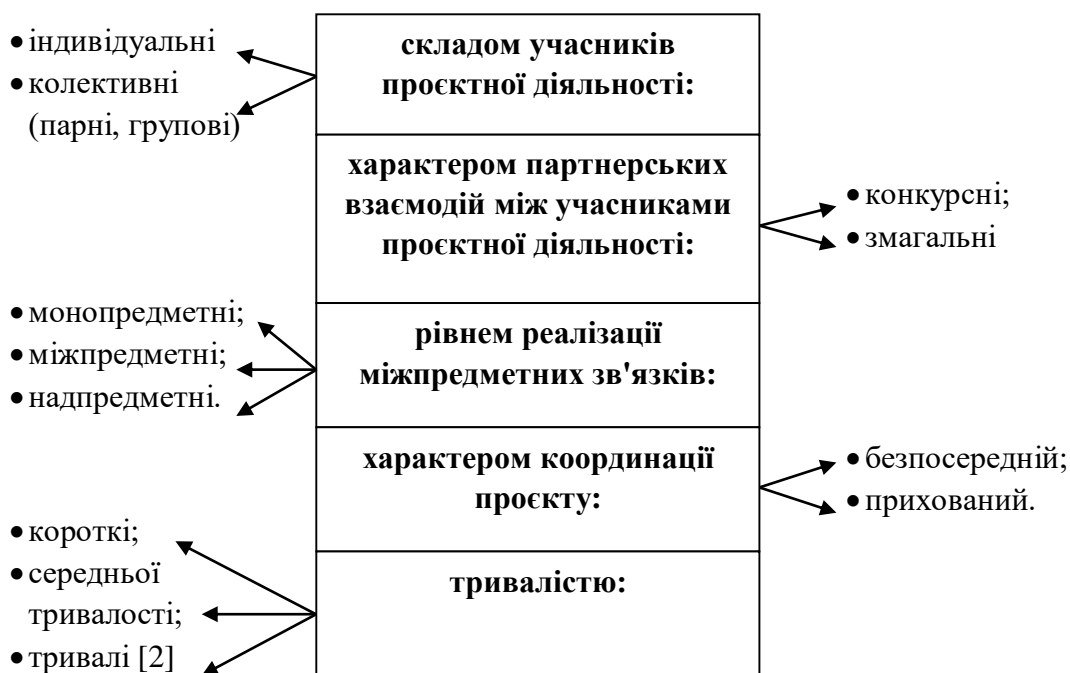 • індивідуальні
• колективні
(парні, групові)
складом учасників
проєктної діяльності:
характером партнерських
взаємодій між учасниками
проєктної діяльності:
• конкурсні;
• змагальні
• монопредметні;
• міжпредметні;
• надпредметні.
рівнем реалізації
міжпредметних зв'язків:
характером координації
проєкту:
• безпосередній;
• прихований.
• короткі;
• середньої
тривалості;
• тривалі [2]
тривалістю: